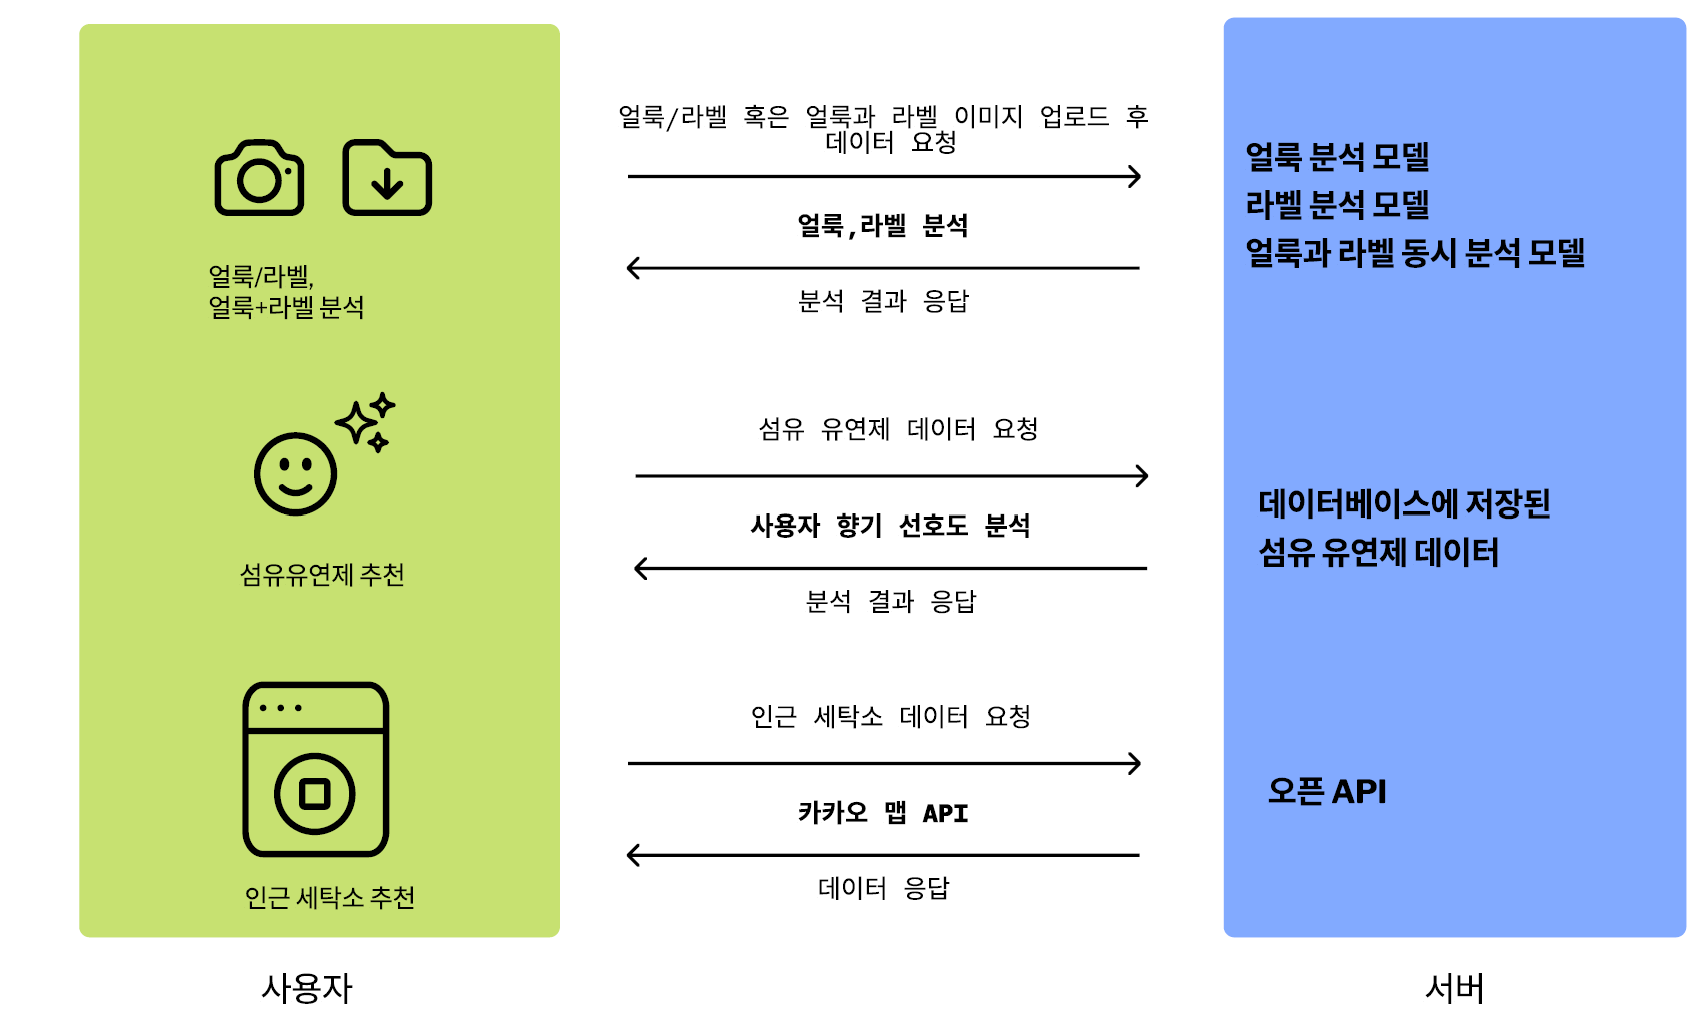 얼룩/라벨,
얼룩+라벨 분석
섬유유연제 추천
인근 세탁소 추천
사용자
얼룩/라벨 혹은 얼룩과 라벨 이미지 업로드 후
데이터 요청
얼룩,라벨 분석
분석 결과 응답
섬유 유연제 데이터 요청
사용자 향기 선호도 분석
분석 결과 응답
인근 세탁소 데이터 요청
카카오 맵 API
데이터 응답
얼룩 분석 모델
라벨 분석 모델
얼룩과 라벨 동시 분석 모델
데이터베이스에 저장된
섬유 유연제 데이터
오픈 API
서버